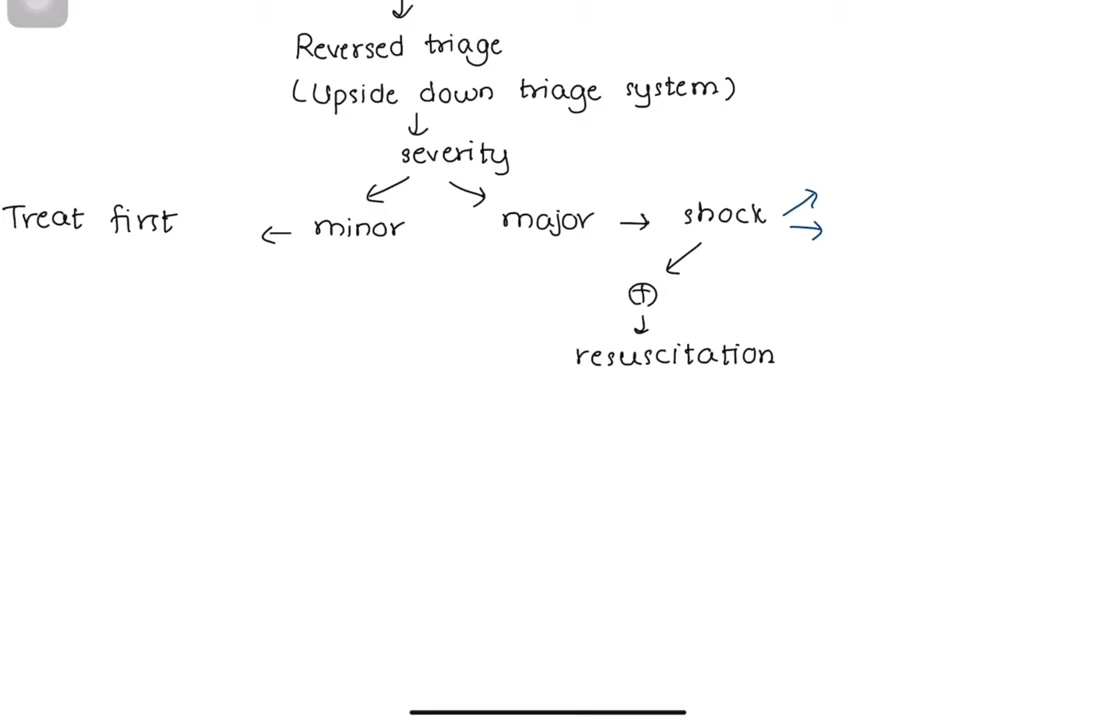 ↓
Reversed triage
(Upside down triage system)
↓
severity
↙ ↘
Treat first ← minor major → shock ↗ →
↙
⊕
↓
resuscitation